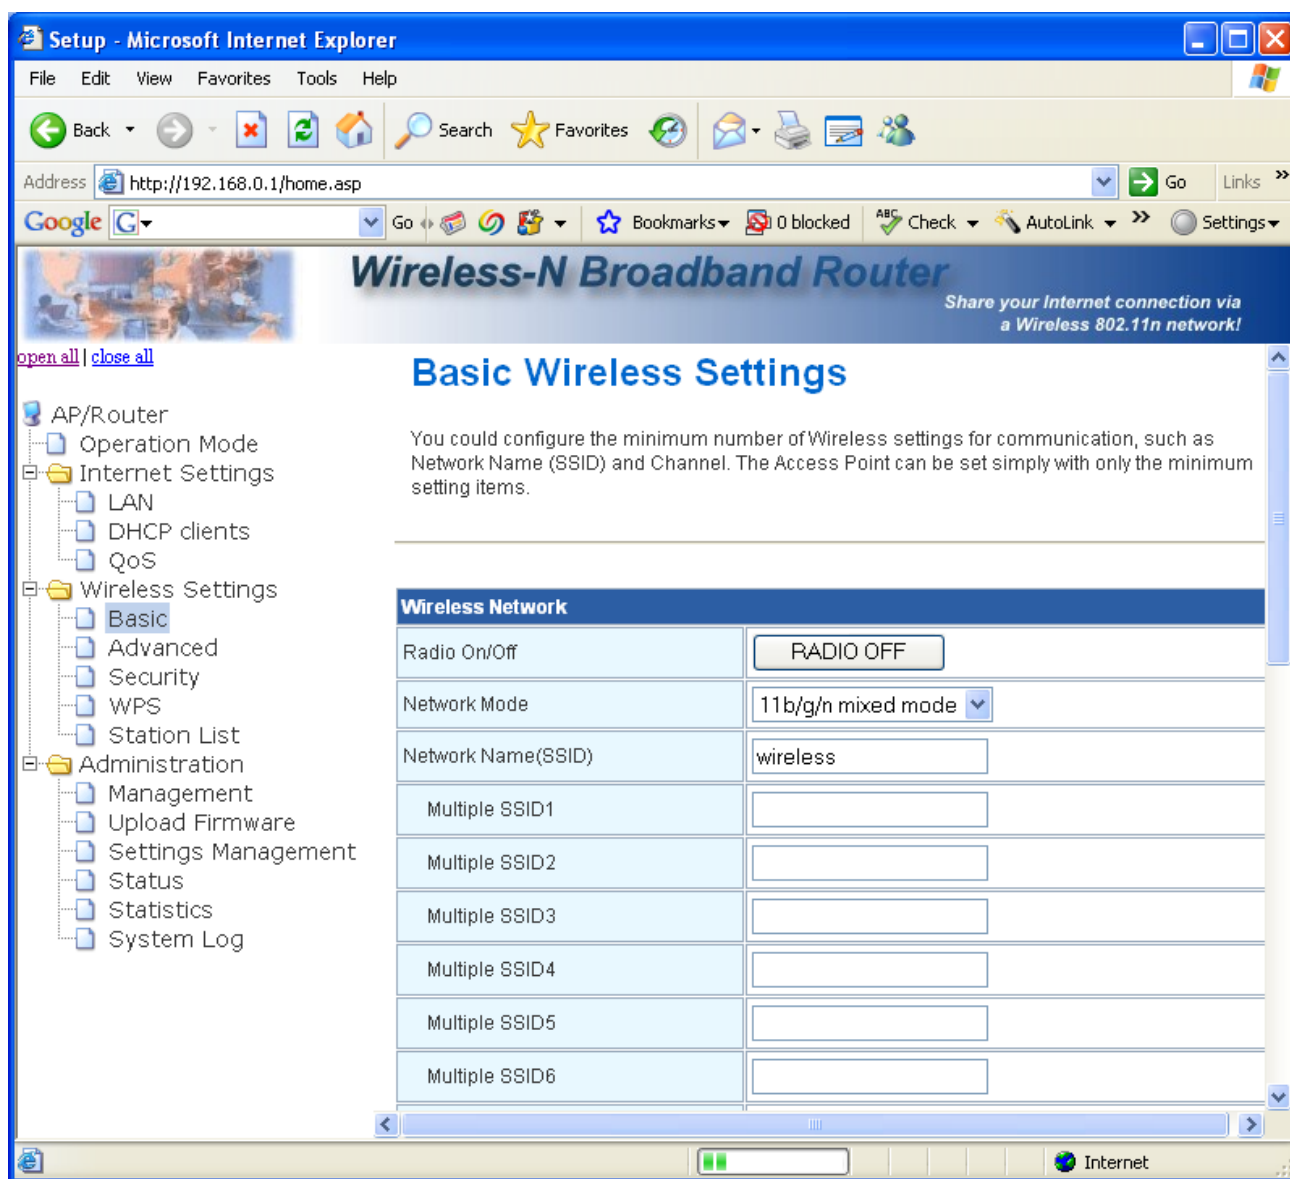 Setup - Microsoft Internet Explorer
File Edit View Favorites Tools Help
Back Search Favorites
Address http://192.168.0.1/home.asp Go Links »
Google G Go Bookmarks 0 blocked ABC Check AutoLink » Settings
Wireless-N Broadband Router
Share your Internet connection via
a Wireless 802.11n network!
open all | close all
AP/Router
Operation Mode
Internet Settings
LAN
DHCP clients
QoS
Wireless Settings
Basic
Advanced
Security
WPS
Station List
Administration
Management
Upload Firmware
Settings Management
Status
Statistics
System Log
Basic Wireless Settings
You could configure the minimum number of Wireless settings for communication, such as
Network Name (SSID) and Channel. The Access Point can be set simply with only the minimum
setting items.
Wireless Network
Radio On/Off RADIO OFF
Network Mode 11b/g/n mixed mode
Network Name(SSID) wireless
Multiple SSID1
Multiple SSID2
Multiple SSID3
Multiple SSID4
Multiple SSID5
Multiple SSID6
Internet